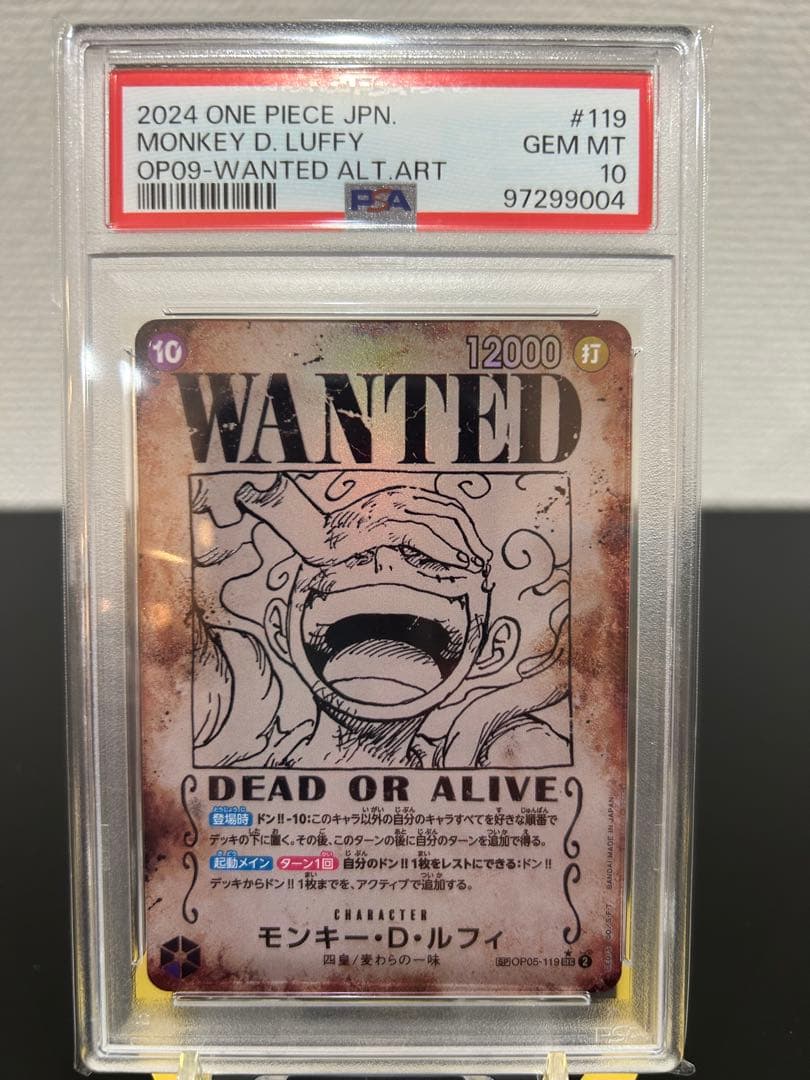 2024 ONE PIECE JPN. #119
MONKEY D. LUFFY GEM MT
OP09-WANTED ALT.ART 10
PSA 97299004
10 12000 打
WANTED
DEAD OR ALIVE
登場時 ドン!!-10:このキャラ以外の自分のキャラすべてを好きな順番で
デッキの下に置く。その後、このターンの後に自分のターンを追加で得る。
起動メイン ターン1回 自分のドン!!1枚をレストにできる:ドン!!
デッキからドン!!1枚までを、アクティブで追加する。
CHARACTER
モンキー・D・ルフィ
四皇/麦わらの一味
SP OP05-119 SEC 2
BANDAI MADE IN JAPAN